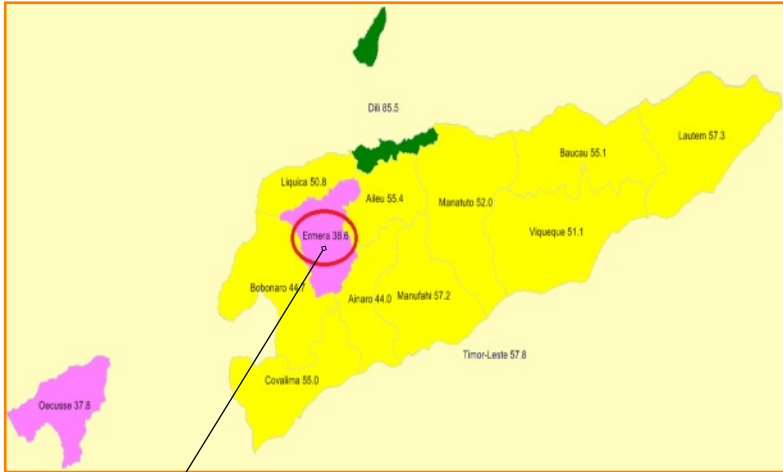 Dili 85.5
Lautem 57.3
Baucau 55.1
Liquica 50.8
Aileu 55.4
Manatuto 52.0
Viqueque 51.1
Ermera 38.6
Bobonaro 44.7
Ainaro 44.0
Manufahi 57.2
Timor-Leste 57.8
Covalima 55.0
Oecusse 37.8